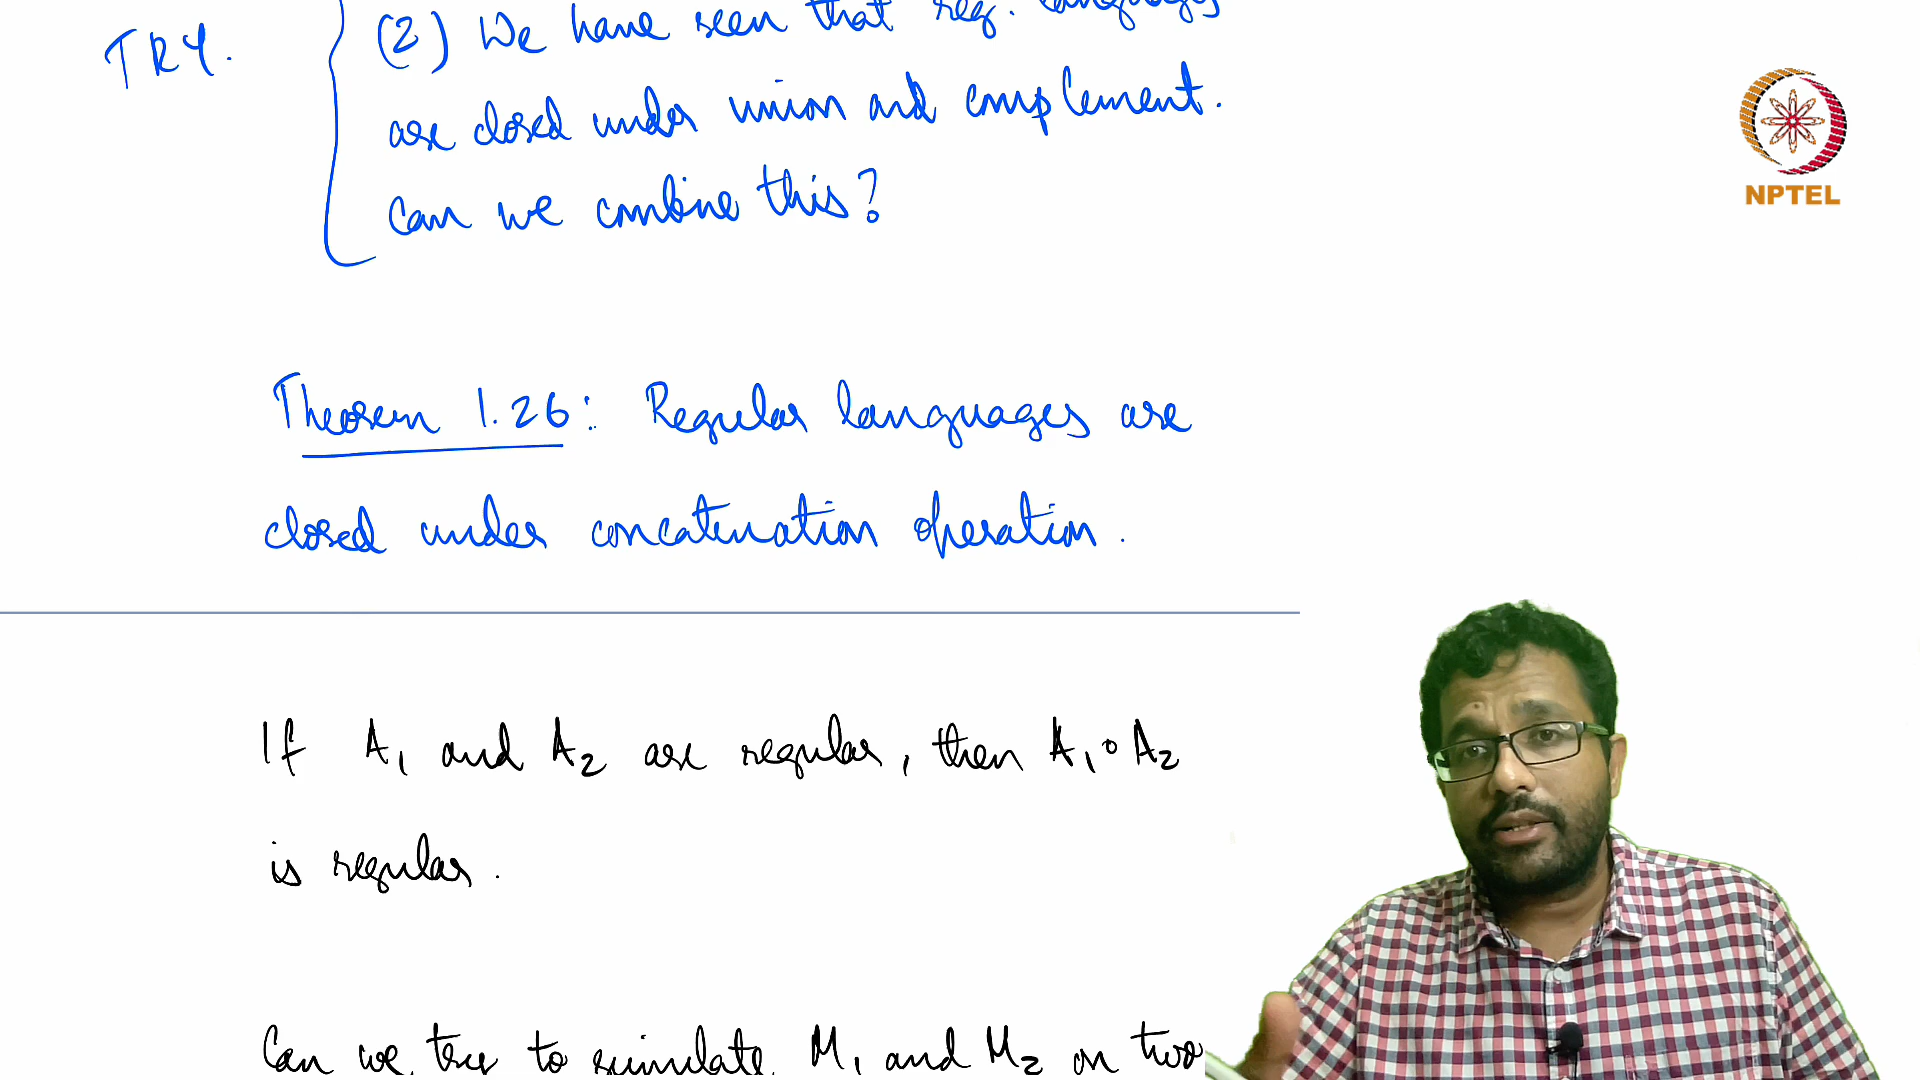 TRY.
(2) We have seen that reg. languages
are closed under union and complement.
Can we combine this?
NPTEL
Theorem 1.26: Regular languages are
closed under concatenation operation.
If A₁ and A₂ are regular, then A₁∘A₂
is regular.
Can we try to simulate M₁ and M₂ on two